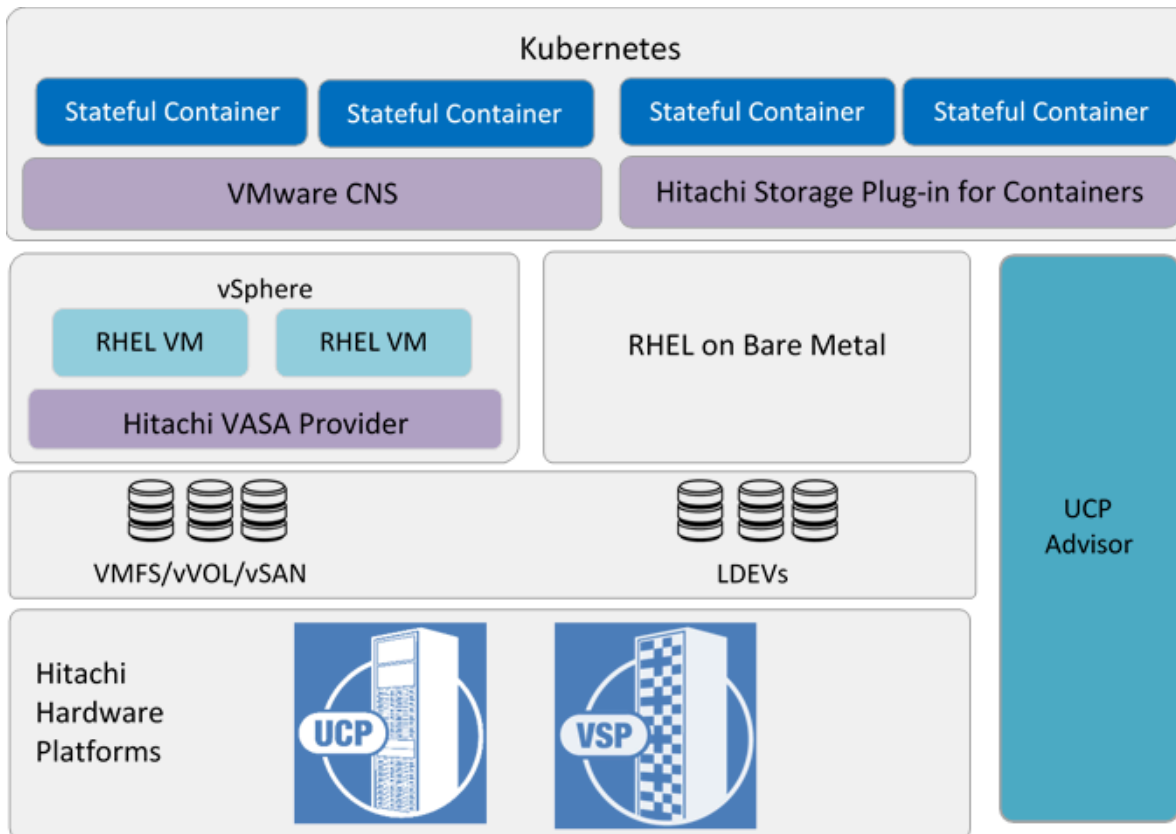 Kubernetes
Stateful Container
Stateful Container
Stateful Container
Stateful Container
VMware CNS
Hitachi Storage Plug-in for Containers
vSphere
RHEL VM
RHEL VM
Hitachi VASA Provider
RHEL on Bare Metal
UCP
Advisor
VMFS/vVOL/vSAN
LDEVs
Hitachi
Hardware
Platforms
UCP
VSP